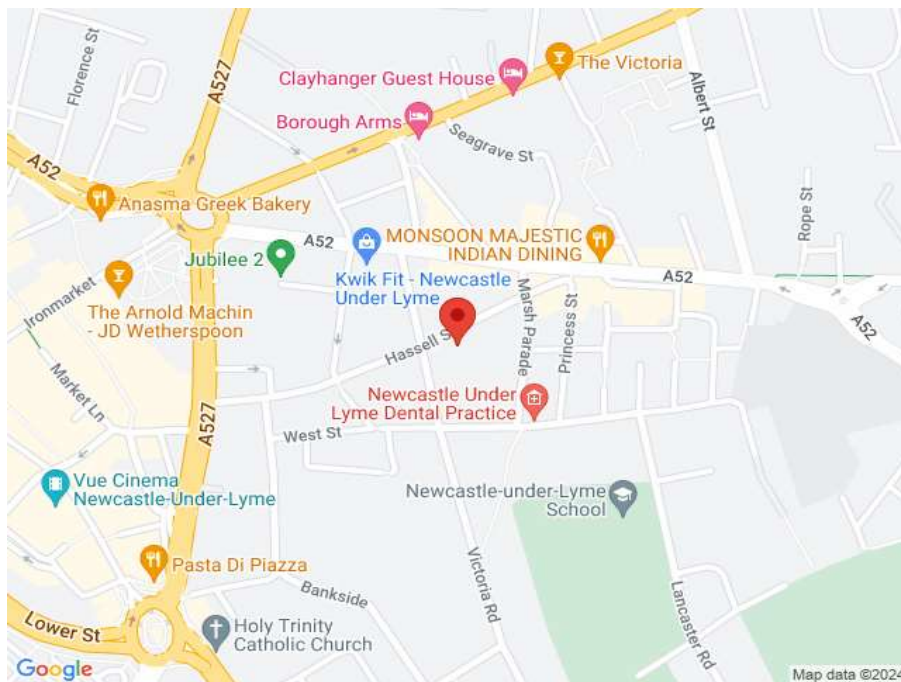 Florence St
A527
Clayhanger Guest House
The Victoria
Albert St
Borough Arms
Seagrave St
A52
Anasma Greek Bakery
Rope St
A52
MONSOON MAJESTIC
INDIAN DINING
Jubilee 2
Kwik Fit - Newcastle
Under Lyme
A52
Ironmarket
The Arnold Machin
- JD Wetherspoon
Marsh Parade
Princess St
A52
Hassell S
Market Ln
A527
Newcastle Under
Lyme Dental Practice
West St
Vue Cinema
Newcastle-Under-Lyme
Newcastle-under-Lyme
School
Pasta Di Piazza
Victoria Rd
Bankside
Lancaster Rd
Lower St
Holy Trinity
Catholic Church
Google
Map data ©2024